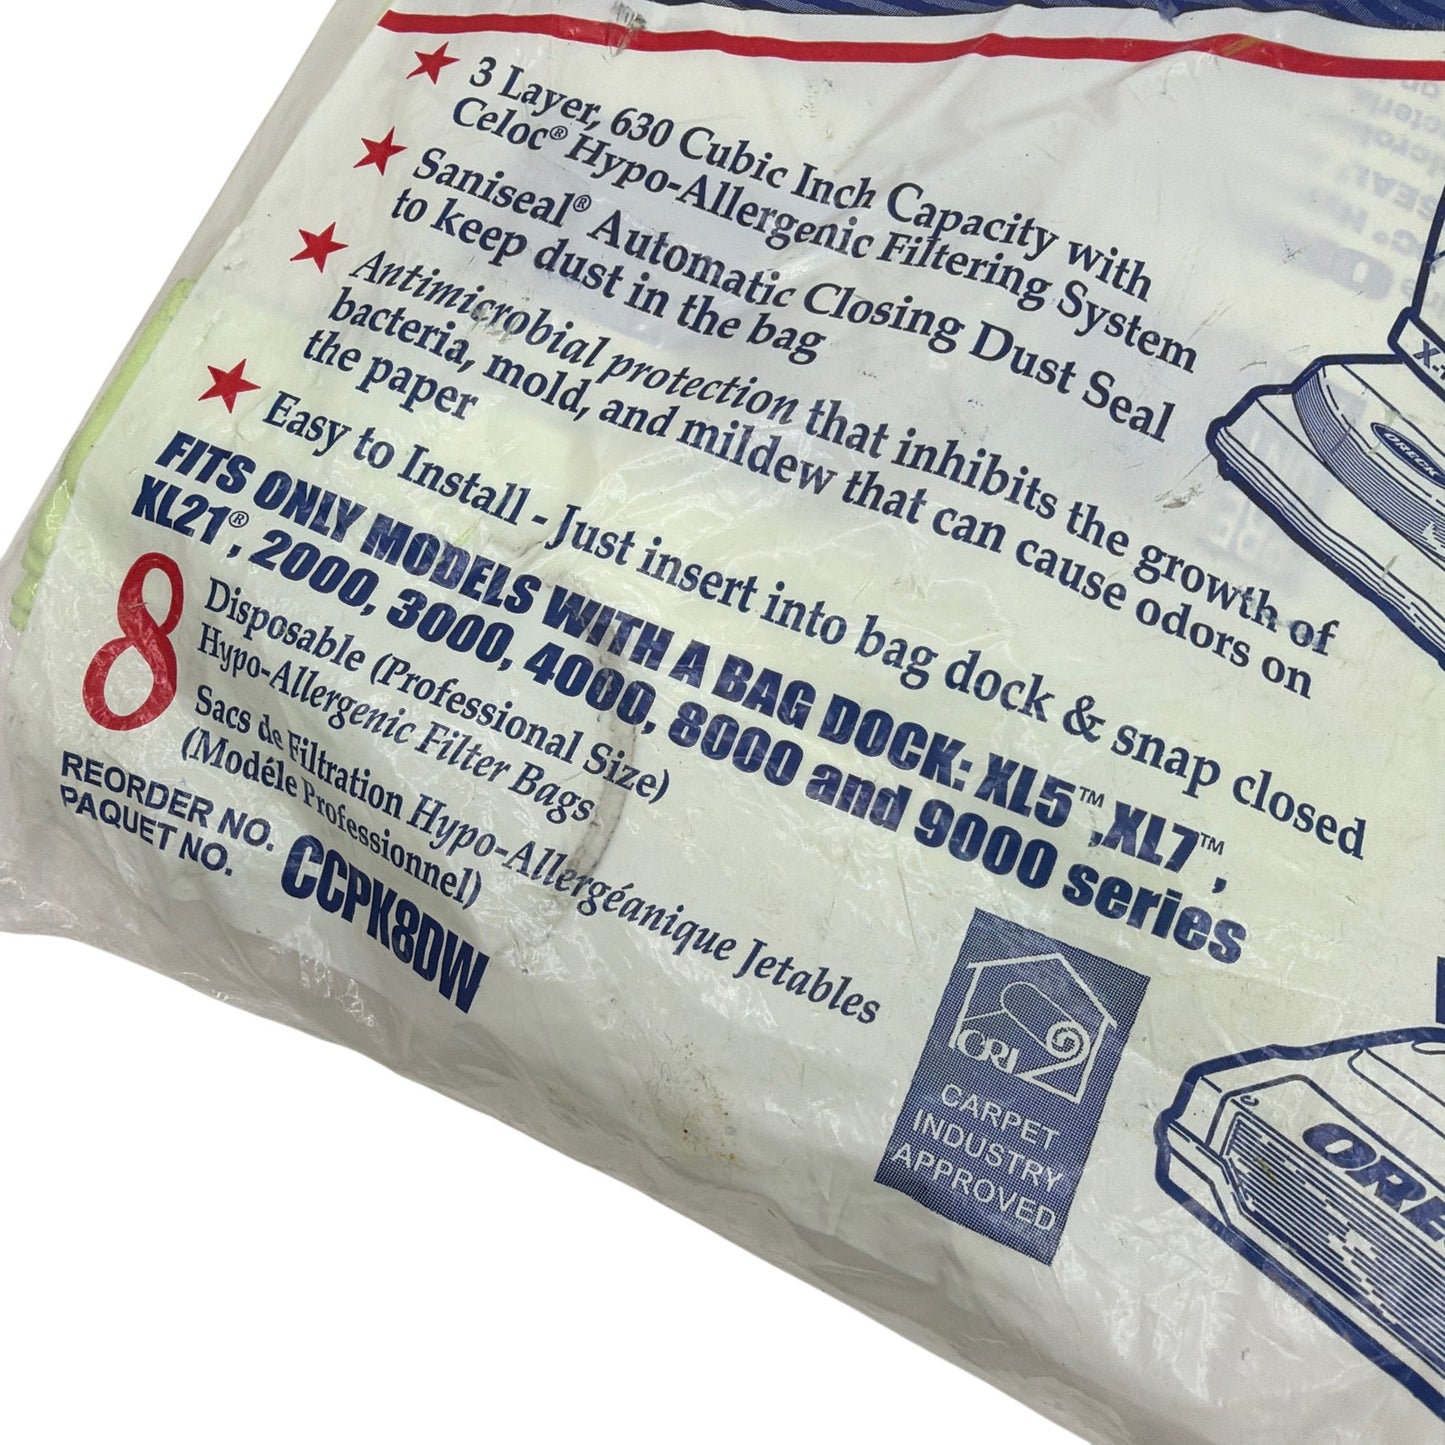 3 Layer, 630 Cubic Inch Capacity with
Celoc® Hypo-Allergenic Filtering System
Saniseal® Automatic Closing Dust Seal
to keep dust in the bag
Antimicrobial protection that inhibits the growth of
bacteria, mold, and mildew that can cause odors on
the paper
Easy to Install - Just insert into bag dock & snap closed
FITS ONLY MODELS WITH A BAG DOCK: XL5™,XL7™,
XL21®, 2000, 3000, 4000, 8000 and 9000 series
8
Disposable (Professional Size)
Hypo-Allergenic Filter Bags
Sacs de Filtration Hypo-Allergéanique Jetables
(Modéle Professionnel)
REORDER NO.
PAQUET NO.
CCPK8DW
CRI
CARPET
INDUSTRY
APPROVED
ORECK